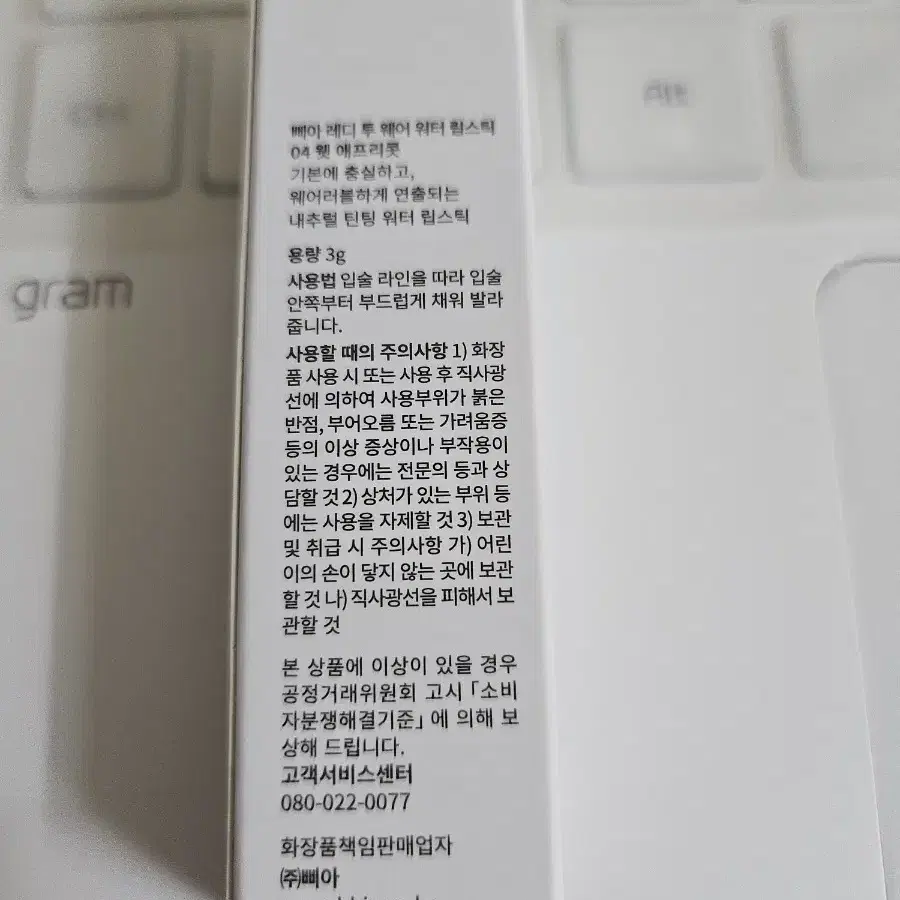 Alt
gram
삐아 레디 투 웨어 워터 립스틱
04 웻 애프리콧
기본에 충실하고,
웨어러블하게 연출되는
내추럴 틴팅 워터 립스틱
용량 3g
사용법 입술 라인을 따라 입술
안쪽부터 부드럽게 채워 발라
줍니다.
사용할 때의 주의사항 1) 화장
품 사용 시 또는 사용 후 직사광
선에 의하여 사용부위가 붉은
반점, 부어오름 또는 가려움증
등의 이상 증상이나 부작용이
있는 경우에는 전문의 등과 상
담할 것 2) 상처가 있는 부위 등
에는 사용을 자제할 것 3) 보관
및 취급 시 주의사항 가) 어린
이의 손이 닿지 않는 곳에 보관
할 것 나) 직사광선을 피해서 보
관할 것
본 상품에 이상이 있을 경우
공정거래위원회 고시 「소비
자분쟁해결기준」에 의해 보
상해 드립니다.
고객서비스센터
080-022-0077
화장품책임판매업자
㈜삐아